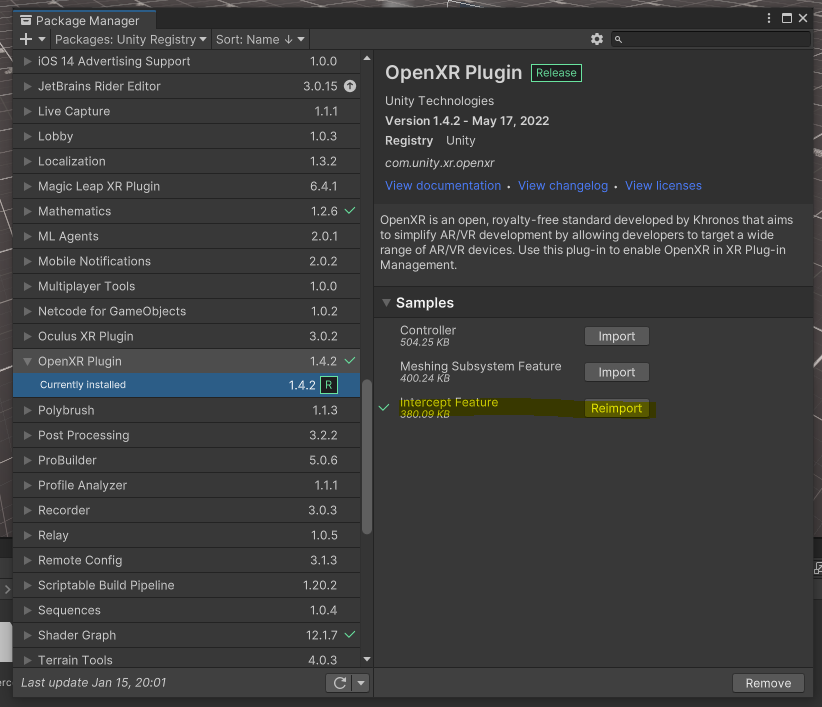 Package Manager
Packages: Unity Registry
Sort: Name ↓
iOS 14 Advertising Support 1.0.0
JetBrains Rider Editor 3.0.15
Live Capture 1.1.1
Lobby 1.0.3
Localization 1.3.2
Magic Leap XR Plugin 6.4.1
Mathematics 1.2.6
ML Agents 2.0.1
Mobile Notifications 2.0.2
Multiplayer Tools 1.0.0
Netcode for GameObjects 1.0.2
Oculus XR Plugin 3.0.2
OpenXR Plugin 1.4.2
Currently installed 1.4.2 R
Polybrush 1.1.3
Post Processing 3.2.2
ProBuilder 5.0.6
Profile Analyzer 1.1.1
Recorder 3.0.3
Relay 1.0.5
Remote Config 3.1.3
Scriptable Build Pipeline 1.20.2
Sequences 1.0.4
Shader Graph 12.1.7
Terrain Tools 4.0.3
Last update Jan 15, 20:01
OpenXR Plugin Release
Unity Technologies
Version 1.4.2 - May 17, 2022
Registry Unity
com.unity.xr.openxr
View documentation • View changelog • View licenses
OpenXR is an open, royalty-free standard developed by Khronos that aims
to simplify AR/VR development by allowing developers to target a wide
range of AR/VR devices. Use this plug-in to enable OpenXR in XR Plug-in
Management.
Samples
Controller
504.25 KB
Import
Meshing Subsystem Feature
400.24 KB
Import
Intercept Feature
380.09 KB
Reimport
Remove